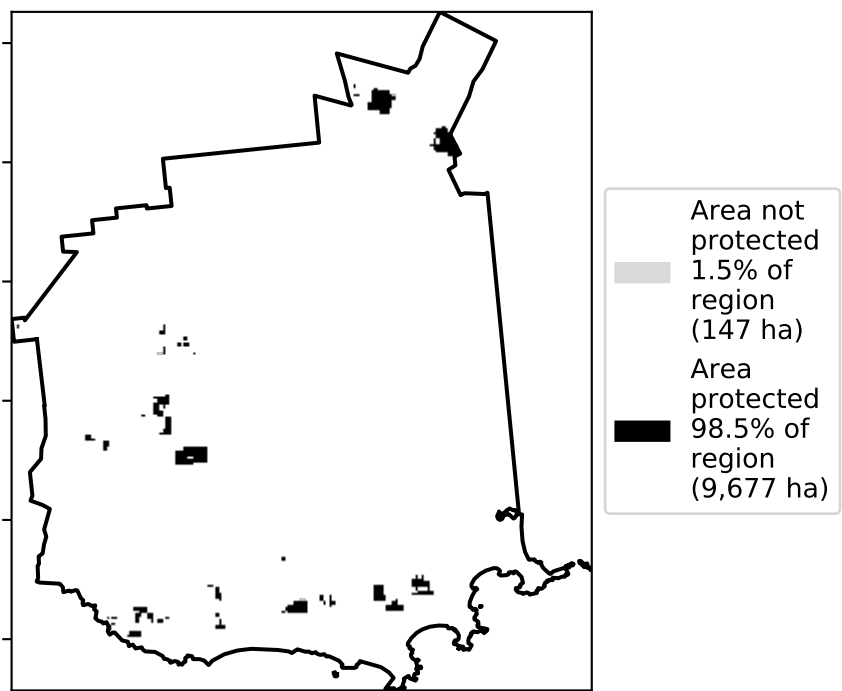 Area not
protected
1.5% of
region
(147 ha)
Area
protected
98.5% of
region
(9,677 ha)